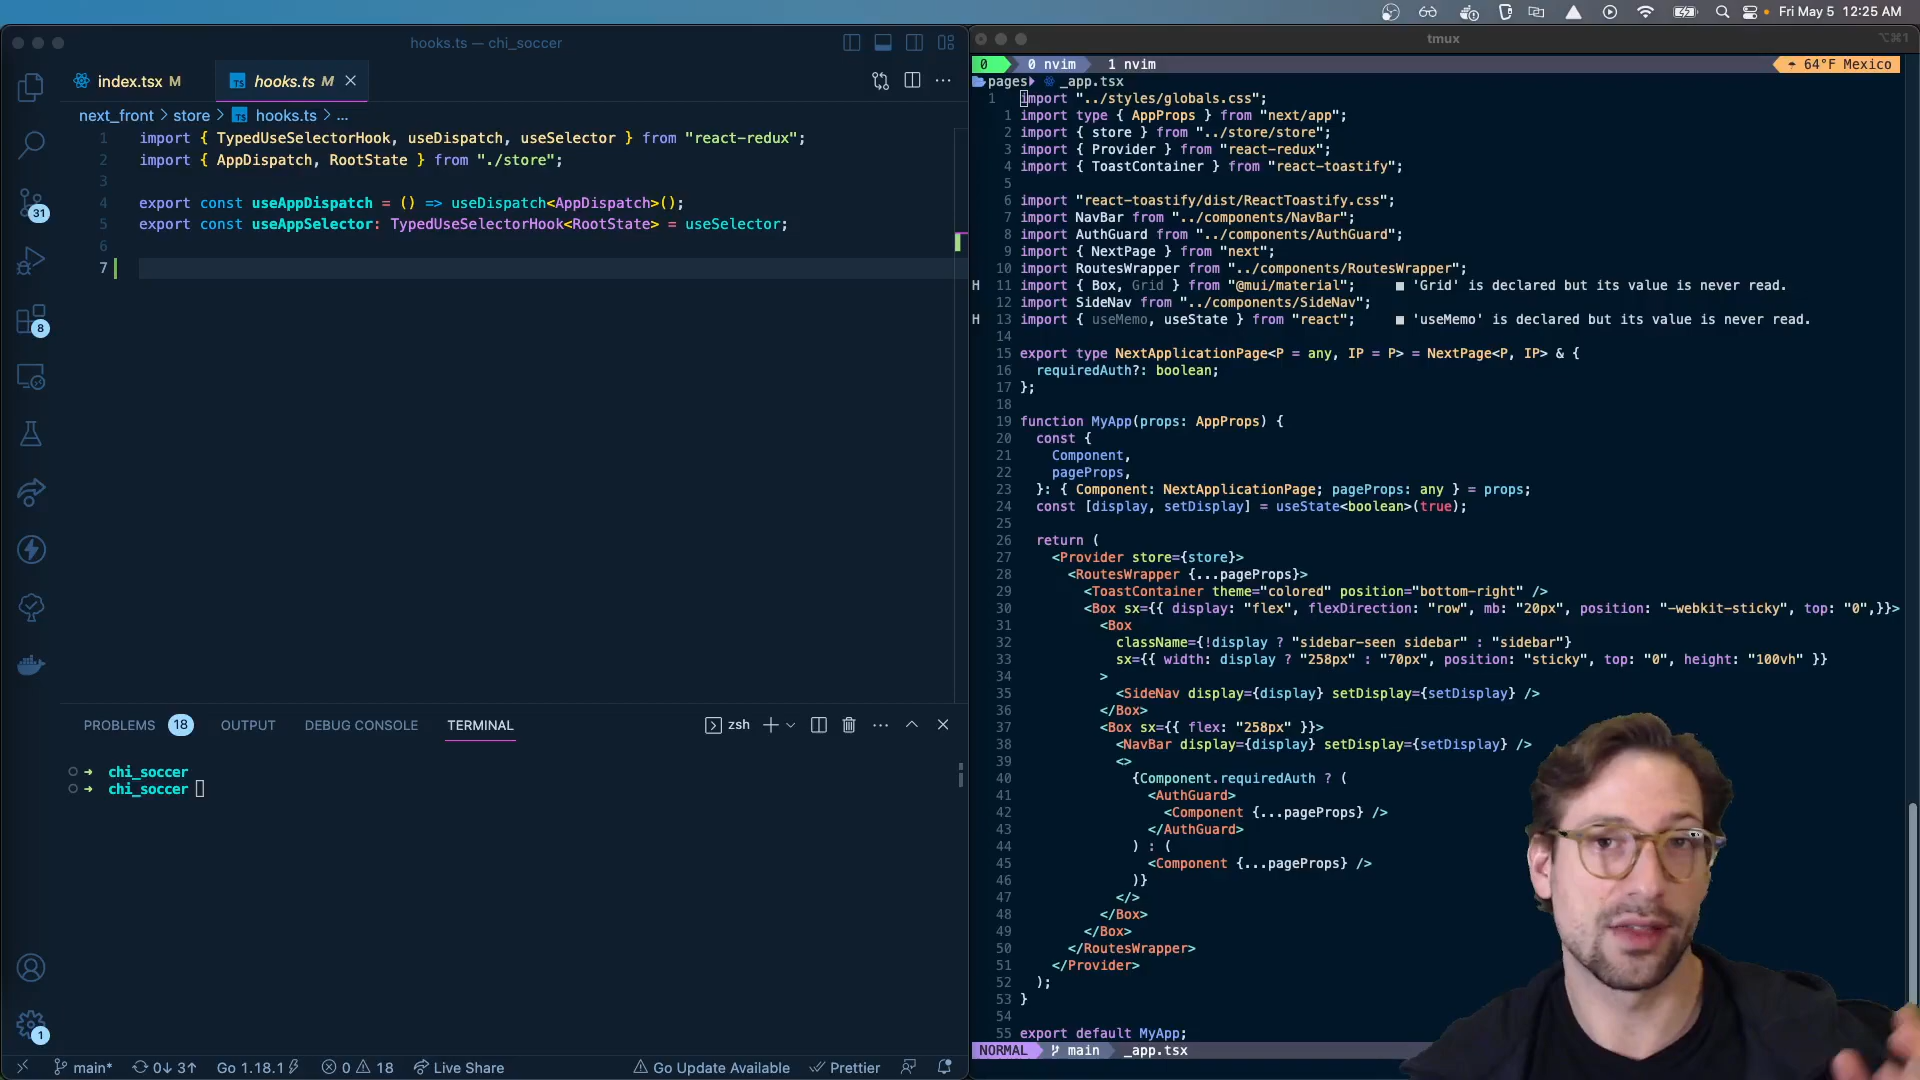 Fri May 5 12:25 AM
hooks.ts — chi_soccer
index.tsx M
hooks.ts M
next_front > store > hooks.ts > ...
1 import { TypedUseSelectorHook, useDispatch, useSelector } from "react-redux";
2 import { AppDispatch, RootState } from "./store";
3
4 export const useAppDispatch = () => useDispatch<AppDispatch>();
5 export const useAppSelector: TypedUseSelectorHook<RootState> = useSelector;
6
7
31
8
1
PROBLEMS 18 OUTPUT DEBUG CONSOLE TERMINAL
zsh
chi_soccer
chi_soccer
main* 0↓ 3↑ Go 1.18.1 0 18 Live Share Go Update Available Prettier
tmux
⌥⌘1
0 0 nvim 1 nvim
64°F Mexico
pages _app.tsx
1 import "../styles/globals.css";
1 import type { AppProps } from "next/app";
2 import { store } from "../store/store";
3 import { Provider } from "react-redux";
4 import { ToastContainer } from "react-toastify";
5
6 import "react-toastify/dist/ReactToastify.css";
7 import NavBar from "../components/NavBar";
8 import AuthGuard from "../components/AuthGuard";
9 import { NextPage } from "next";
10 import RoutesWrapper from "../components/RoutesWrapper";
H 11 import { Box, Grid } from "@mui/material"; ■ 'Grid' is declared but its value is never read.
12 import SideNav from "../components/SideNav";
H 13 import { useMemo, useState } from "react"; ■ 'useMemo' is declared but its value is never read.
14
15 export type NextApplicationPage<P = any, IP = P> = NextPage<P, IP> & {
16 requiredAuth?: boolean;
17 };
18
19 function MyApp(props: AppProps) {
20 const {
21 Component,
22 pageProps,
23 }: { Component: NextApplicationPage; pageProps: any } = props;
24 const [display, setDisplay] = useState<boolean>(true);
25
26 return (
27 <Provider store={store}>
28 <RoutesWrapper {...pageProps}>
29 <ToastContainer theme="colored" position="bottom-right" />
30 <Box sx={{ display: "flex", flexDirection: "row", mb: "20px", position: "-webkit-sticky", top: "0",}}>
31 <Box
32 className={!display ? "sidebar-seen sidebar" : "sidebar"}
33 sx={{ width: display ? "258px" : "70px", position: "sticky", top: "0", height: "100vh" }}
34 >
35 <SideNav display={display} setDisplay={setDisplay} />
36 </Box>
37 <Box sx={{ flex: "258px" }}>
38 <NavBar display={display} setDisplay={setDisplay} />
39 <>
40 {Component.requiredAuth ? (
41 <AuthGuard>
42 <Component {...pageProps} />
43 </AuthGuard>
44 ) : (
45 <Component {...pageProps} />
46 )}
47 </>
48 </Box>
49 </Box>
50 </RoutesWrapper>
51 </Provider>
52 );
53 }
54
55 export default MyApp;
NORMAL main _app.tsx